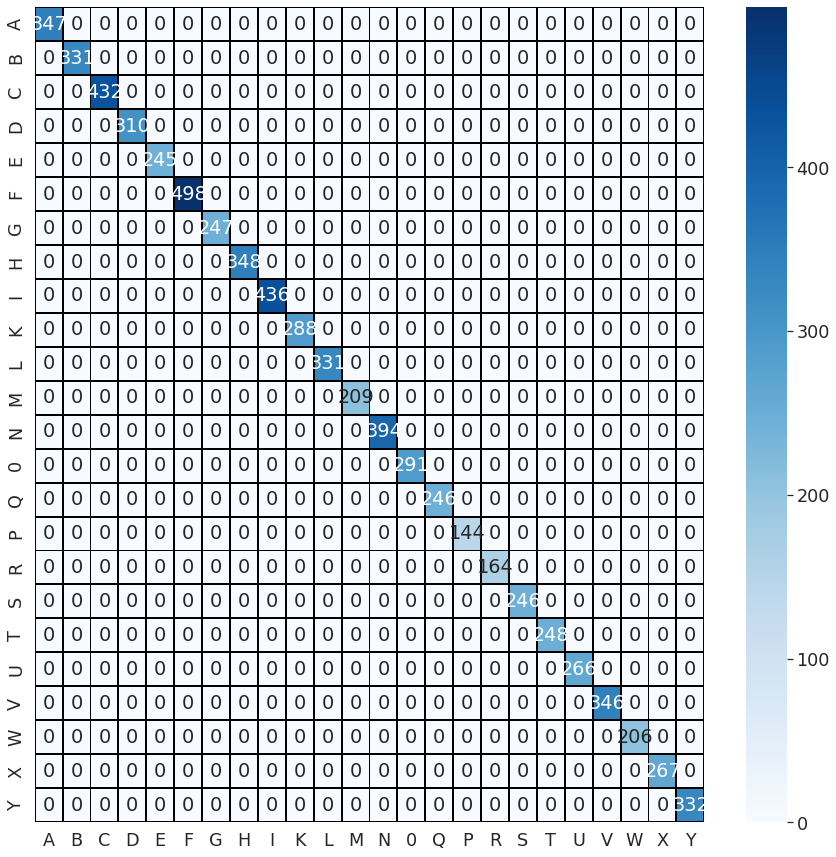 A 347 0 0 0 0 0 0 0 0 0 0 0 0 0 0 0 0 0 0 0 0 0 0 0
B 0 331 0 0 0 0 0 0 0 0 0 0 0 0 0 0 0 0 0 0 0 0 0 0
C 0 0 432 0 0 0 0 0 0 0 0 0 0 0 0 0 0 0 0 0 0 0 0 0
D 0 0 0 310 0 0 0 0 0 0 0 0 0 0 0 0 0 0 0 0 0 0 0 0
E 0 0 0 0 245 0 0 0 0 0 0 0 0 0 0 0 0 0 0 0 0 0 0 0
400
F 0 0 0 0 0 498 0 0 0 0 0 0 0 0 0 0 0 0 0 0 0 0 0 0
G 0 0 0 0 0 0 247 0 0 0 0 0 0 0 0 0 0 0 0 0 0 0 0 0
H 0 0 0 0 0 0 0 348 0 0 0 0 0 0 0 0 0 0 0 0 0 0 0 0
I 0 0 0 0 0 0 0 0 436 0 0 0 0 0 0 0 0 0 0 0 0 0 0 0
K 0 0 0 0 0 0 0 0 0 288 0 0 0 0 0 0 0 0 0 0 0 0 0 0
300
L 0 0 0 0 0 0 0 0 0 0 331 0 0 0 0 0 0 0 0 0 0 0 0 0
M 0 0 0 0 0 0 0 0 0 0 0 209 0 0 0 0 0 0 0 0 0 0 0 0
N 0 0 0 0 0 0 0 0 0 0 0 0 394 0 0 0 0 0 0 0 0 0 0 0
0 0 0 0 0 0 0 0 0 0 0 0 0 0 291 0 0 0 0 0 0 0 0 0 0
Q 0 0 0 0 0 0 0 0 0 0 0 0 0 0 246 0 0 0 0 0 0 0 0 0
200
P 0 0 0 0 0 0 0 0 0 0 0 0 0 0 0 144 0 0 0 0 0 0 0 0
R 0 0 0 0 0 0 0 0 0 0 0 0 0 0 0 0 164 0 0 0 0 0 0 0
S 0 0 0 0 0 0 0 0 0 0 0 0 0 0 0 0 0 246 0 0 0 0 0 0
T 0 0 0 0 0 0 0 0 0 0 0 0 0 0 0 0 0 0 248 0 0 0 0 0
100
U 0 0 0 0 0 0 0 0 0 0 0 0 0 0 0 0 0 0 0 266 0 0 0 0
V 0 0 0 0 0 0 0 0 0 0 0 0 0 0 0 0 0 0 0 0 346 0 0 0
W 0 0 0 0 0 0 0 0 0 0 0 0 0 0 0 0 0 0 0 0 0 206 0 0
X 0 0 0 0 0 0 0 0 0 0 0 0 0 0 0 0 0 0 0 0 0 0 267 0
Y 0 0 0 0 0 0 0 0 0 0 0 0 0 0 0 0 0 0 0 0 0 0 0 332
0
A B C D E F G H I K L M N 0 Q P R S T U V W X Y